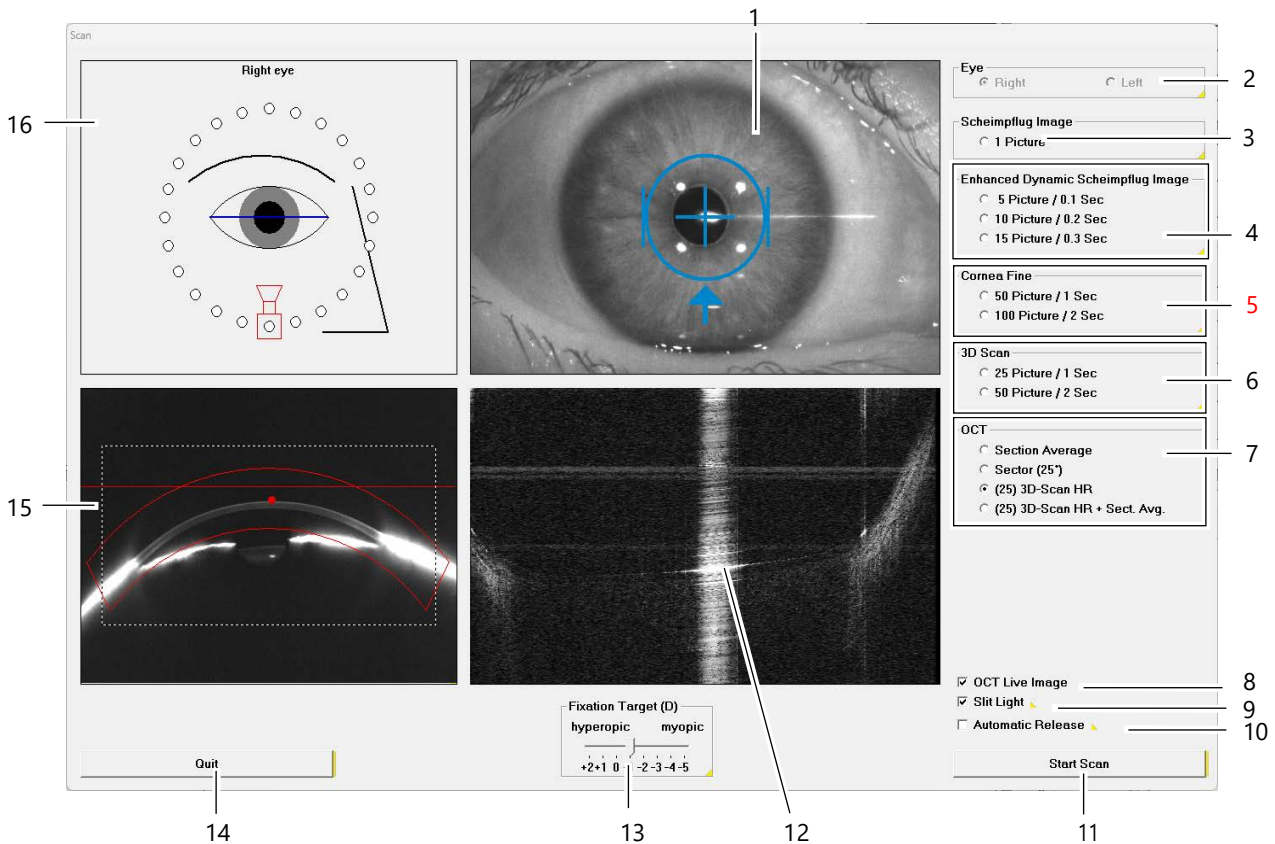 1
Scan
Right eye
16
Eye
Right Left
2
Scheimpflug Image
1 Picture
3
Enhanced Dynamic Scheimpflug Image
5 Picture / 0.1 Sec
10 Picture / 0.2 Sec
15 Picture / 0.3 Sec
4
Cornea Fine
50 Picture / 1 Sec
100 Picture / 2 Sec
5
3D Scan
25 Picture / 1 Sec
50 Picture / 2 Sec
6
OCT
Section Average
Sector (25°)
(25) 3D-Scan HR
(25) 3D-Scan HR + Sect. Avg.
7
15
OCT Live Image
8
Slit Light
9
Automatic Release
10
Fixation Target (D)
hyperopic myopic
+2+1 0 -2-3-4-5
Quit
Start Scan
14
13
12
11